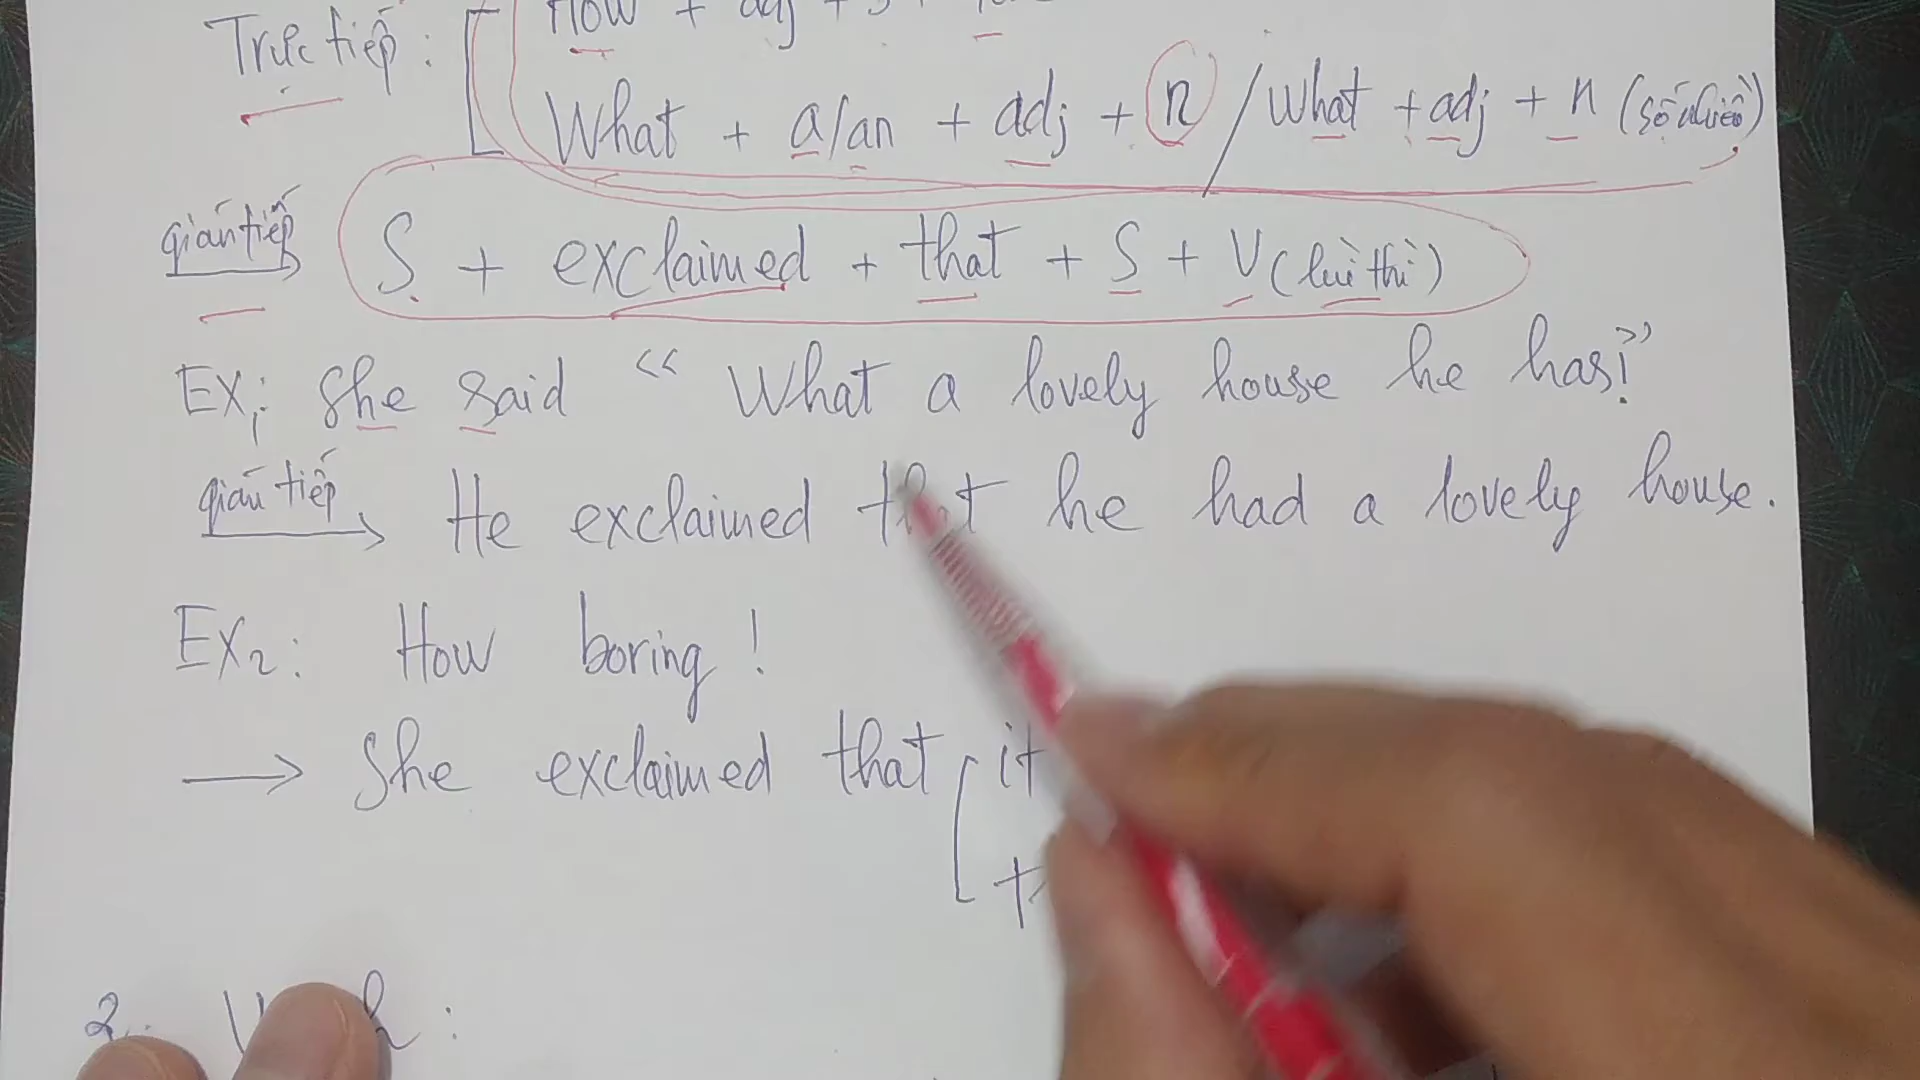 Trực tiếp: How + adj + S +
What + a/an + adj + n / What + adj + n (số nhiều)
gián tiếp S + exclaimed + that + S + V (lùi thì)
EX1: She said “ What a lovely house he has!”
gián tiếp He exclaimed that he had a lovely house.
EX2: How boring !
→ She exclaimed that it
2.